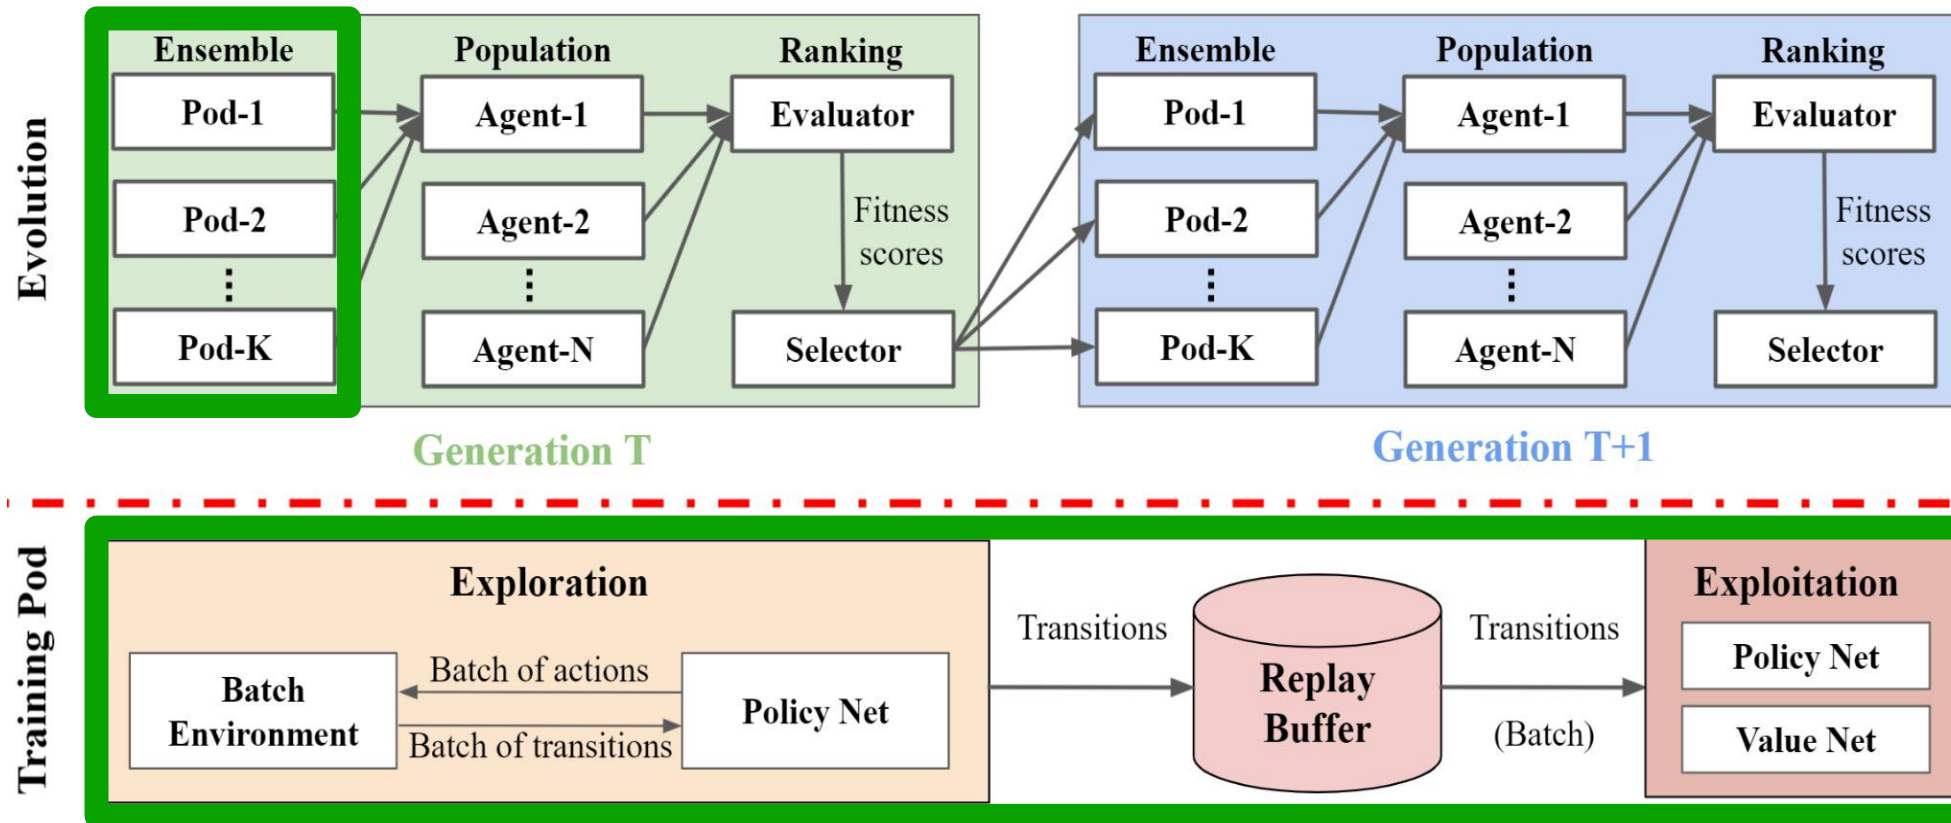 Evolution
Ensemble
Pod-1
Pod-2
Pod-K
Population
Agent-1
Agent-2
Agent-N
Ranking
Evaluator
Fitness
scores
Selector
Generation T
Ensemble
Pod-1
Pod-2
Pod-K
Population
Agent-1
Agent-2
Agent-N
Ranking
Evaluator
Fitness
scores
Selector
Generation T+1
Training Pod
Exploration
Batch
Environment
Batch of actions
Batch of transitions
Policy Net
Transitions
Replay
Buffer
Transitions
(Batch)
Exploitation
Policy Net
Value Net